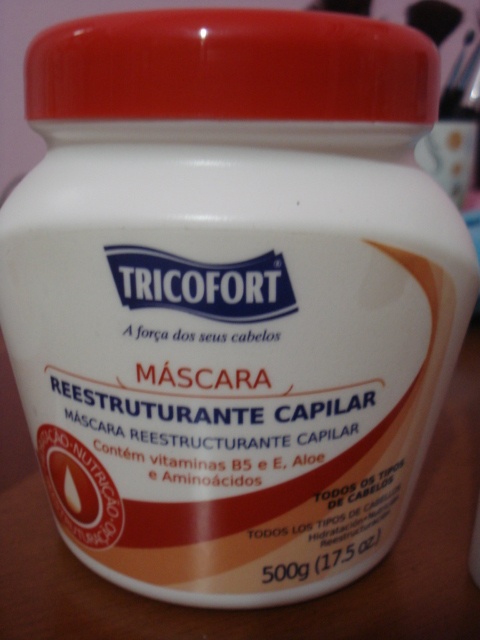 TRICOFORT
A força dos seus cabelos
MÁSCARA
REESTRUTURANTE CAPILAR
MÁSCARA REESTRUCTURANTE CAPILAR
Contém vitaminas B5 e E, Aloe
e Aminoácidos
NUTRIÇÃO
TODOS OS TIPOS
DE CABELOS
TODOS LOS TIPOS DE CABELLOS
500g (17.5 oz.)